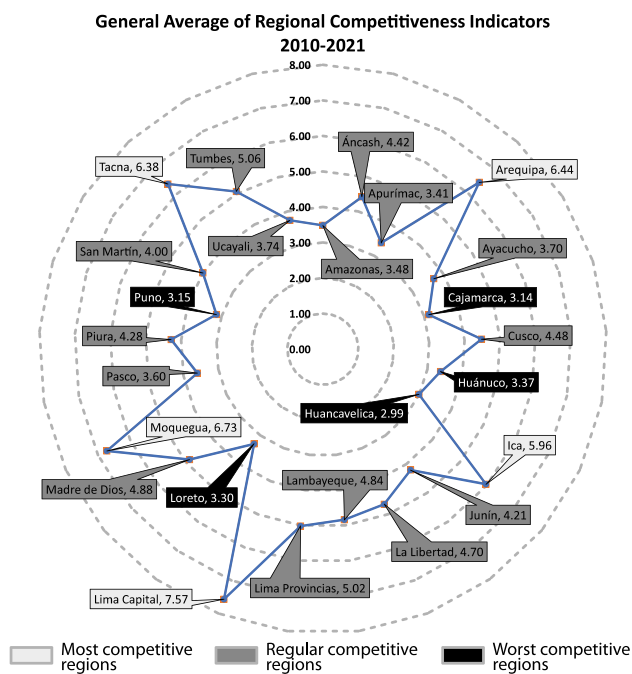 General Average of Regional Competitiveness Indicators
2010-2021
8.00
7.00
6.00
5.00
4.00
3.00
2.00
1.00
0.00
Amazonas, 3.48
Áncash, 4.42
Apurímac, 3.41
Arequipa, 6.44
Ayacucho, 3.70
Cajamarca, 3.14
Cusco, 4.48
Huánuco, 3.37
Huancavelica, 2.99
Ica, 5.96
Junín, 4.21
La Libertad, 4.70
Lambayeque, 4.84
Lima Provincias, 5.02
Lima Capital, 7.57
Loreto, 3.30
Madre de Dios, 4.88
Moquegua, 6.73
Pasco, 3.60
Piura, 4.28
Puno, 3.15
San Martín, 4.00
Tacna, 6.38
Tumbes, 5.06
Ucayali, 3.74
Most competitive
regions
Regular competitive
regions
Worst competitive
regions